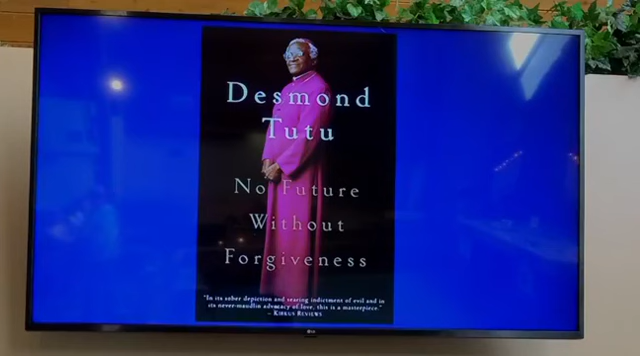 Desmond
Tutu
No Future
Without
Forgiveness
"In its sober depiction and searing indictment of evil and in
its never-maudlin advocacy of love, this is a masterpiece."
– KIRKUS REVIEWS
LG